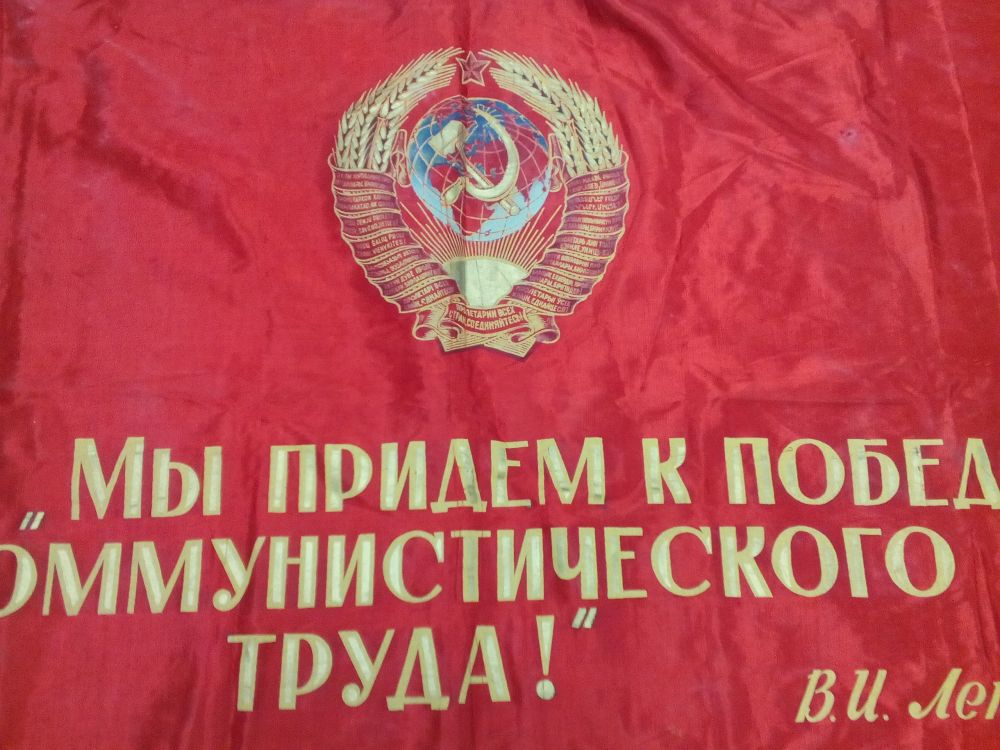 ПРОЛЕТАРИИ ВСЕХ
СТРАН, СОЕДИНЯЙТЕСЬ!
Мы ПРИДЕМ К ПОБЕД
"ОММУНИСТИЧЕСКОГО
ТРУДА!"
В.И. Лен